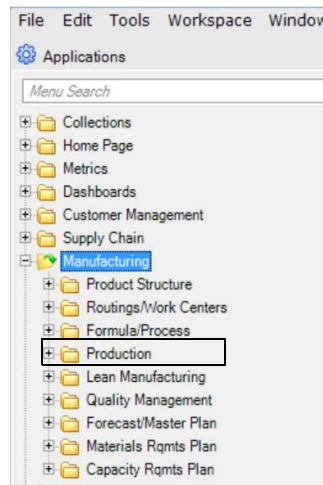 File Edit Tools Workspace Window
Applications
Menu Search
Collections
Home Page
Metrics
Dashboards
Customer Management
Supply Chain
Manufacturing
Product Structure
Routings/Work Centers
Formula/Process
Production
Lean Manufacturing
Quality Management
Forecast/Master Plan
Materials Rqmts Plan
Capacity Rqmts Plan